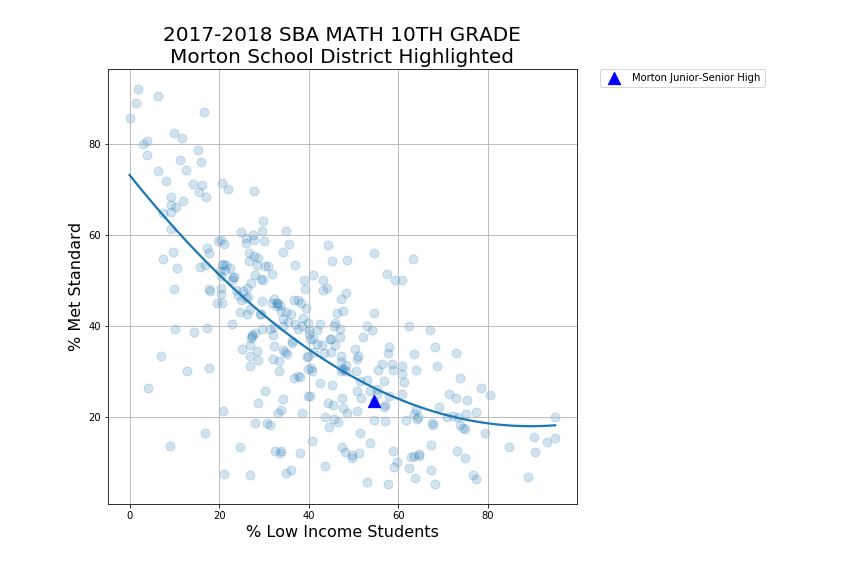 2017-2018 SBA MATH 10TH GRADE
Morton School District Highlighted
Morton Junior-Senior High
% Met Standard
80
60
40
20
0
20
40
60
80
% Low Income Students